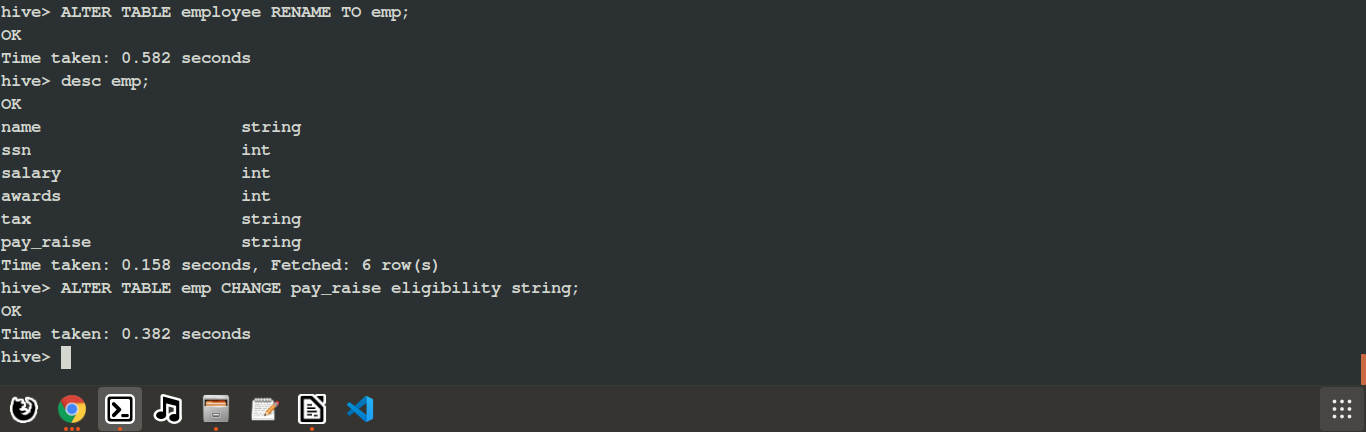 hive> ALTER TABLE employee RENAME TO emp;
OK
Time taken: 0.582 seconds
hive> desc emp;
OK
name                    string
ssn                     int
salary                  int
awards                  int
tax                     string
pay_raise               string
Time taken: 0.158 seconds, Fetched: 6 row(s)
hive> ALTER TABLE emp CHANGE pay_raise eligibility string;
OK
Time taken: 0.382 seconds
hive>